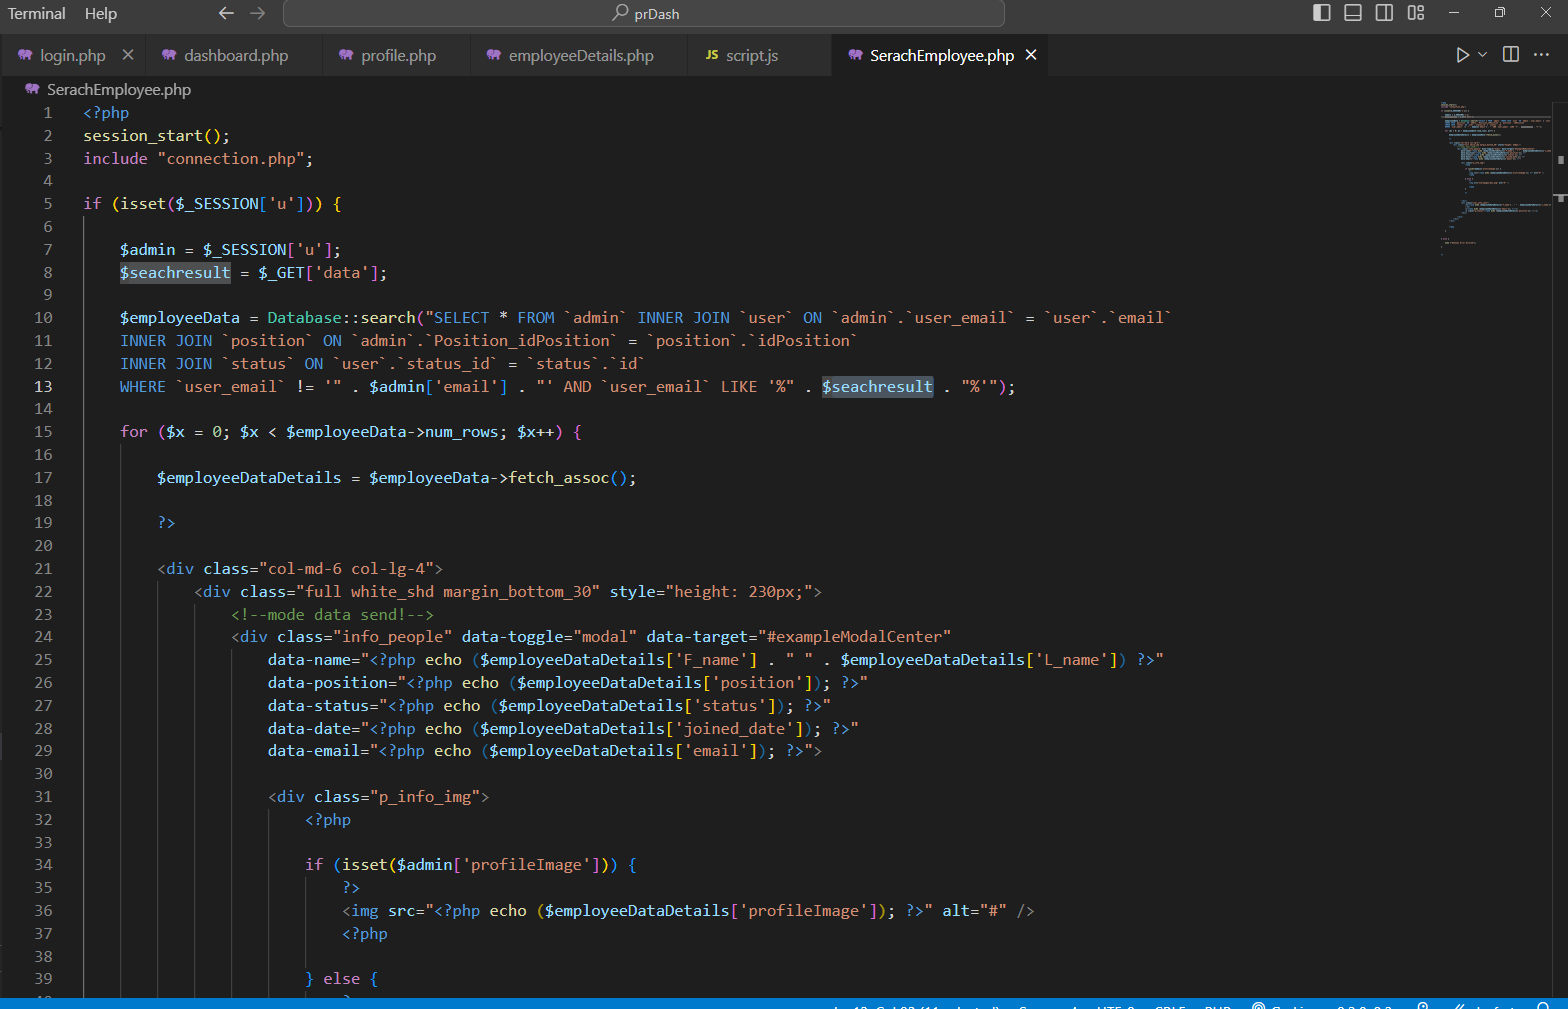 Terminal Help prDash
login.php dashboard.php profile.php employeeDetails.php JS script.js SerachEmployee.php
SerachEmployee.php
1 <?php
2 session_start();
3 include "connection.php";
4
5 if (isset($_SESSION['u'])) {
6
7 $admin = $_SESSION['u'];
8 $seachresult = $_GET['data'];
9
10 $employeeData = Database::search("SELECT * FROM `admin` INNER JOIN `user` ON `admin`.`user_email` = `user`.`email`
11 INNER JOIN `position` ON `admin`.`Position_idPosition` = `position`.`idPosition`
12 INNER JOIN `status` ON `user`.`status_id` = `status`.`id`
13 WHERE `user_email` != '" . $admin['email'] . "' AND `user_email` LIKE '%" . $seachresult . "%'");
14
15 for ($x = 0; $x < $employeeData->num_rows; $x++) {
16
17 $employeeDataDetails = $employeeData->fetch_assoc();
18
19 ?>
20
21 <div class="col-md-6 col-lg-4">
22 <div class="full white_shd margin_bottom_30" style="height: 230px;">
23 <!--mode data send!-->
24 <div class="info_people" data-toggle="modal" data-target="#exampleModalCenter"
25 data-name="<?php echo ($employeeDataDetails['F_name'] . " " . $employeeDataDetails['L_name']) ?>"
26 data-position="<?php echo ($employeeDataDetails['position']); ?>"
27 data-status="<?php echo ($employeeDataDetails['status']); ?>"
28 data-date="<?php echo ($employeeDataDetails['joined_date']); ?>"
29 data-email="<?php echo ($employeeDataDetails['email']); ?>">
30
31 <div class="p_info_img">
32 <?php
33
34 if (isset($admin['profileImage'])) {
35 ?>
36 <img src="<?php echo ($employeeDataDetails['profileImage']); ?>" alt="#" />
37 <?php
38
39 } else {